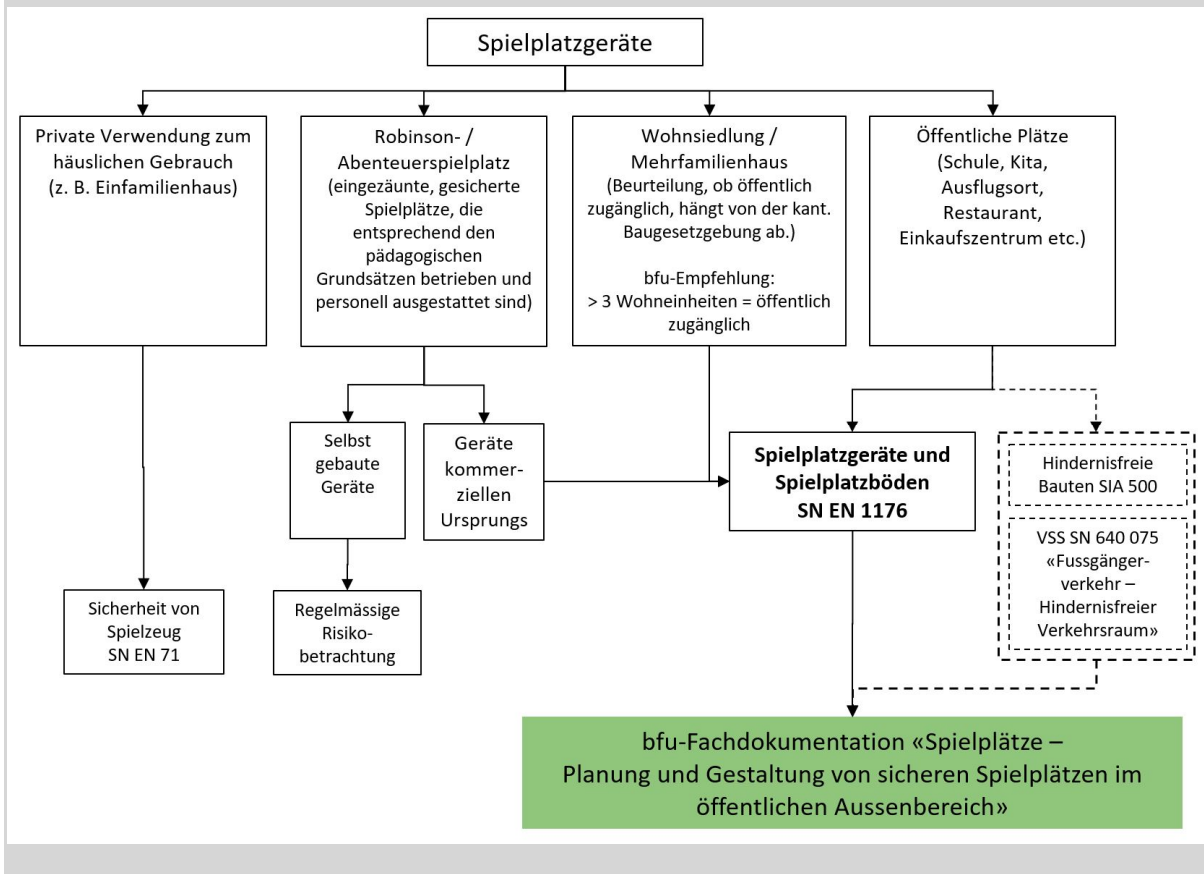 Spielplatzgeräte
Private Verwendung zum
häuslichen Gebrauch
(z. B. Einfamilienhaus)
Robinson- /
Abenteuerspielplatz
(eingezäunte, gesicherte
Spielplätze, die
entsprechend den
pädagogischen
Grundsätzen betrieben und
personell ausgestattet sind)
Wohnsiedlung /
Mehrfamilienhaus
(Beurteilung, ob öffentlich
zugänglich, hängt von der kant.
Baugesetzgebung ab.)
bfu-Empfehlung:
> 3 Wohneinheiten = öffentlich
zugänglich
Öffentliche Plätze
(Schule, Kita,
Ausflugsort,
Restaurant,
Einkaufszentrum etc.)
Selbst
gebaute
Geräte
Geräte
kommer-
ziellen
Ursprungs
Spielplatzgeräte und
Spielplatzböden
SN EN 1176
Hindernisfreie
Bauten SIA 500
VSS SN 640 075
«Fussgänger-
verkehr –
Hindernisfreier
Verkehrsraum»
Sicherheit von
Spielzeug
SN EN 71
Regelmässige
Risiko-
betrachtung
bfu-Fachdokumentation «Spielplätze –
Planung und Gestaltung von sicheren Spielplätzen im
öffentlichen Aussenbereich»